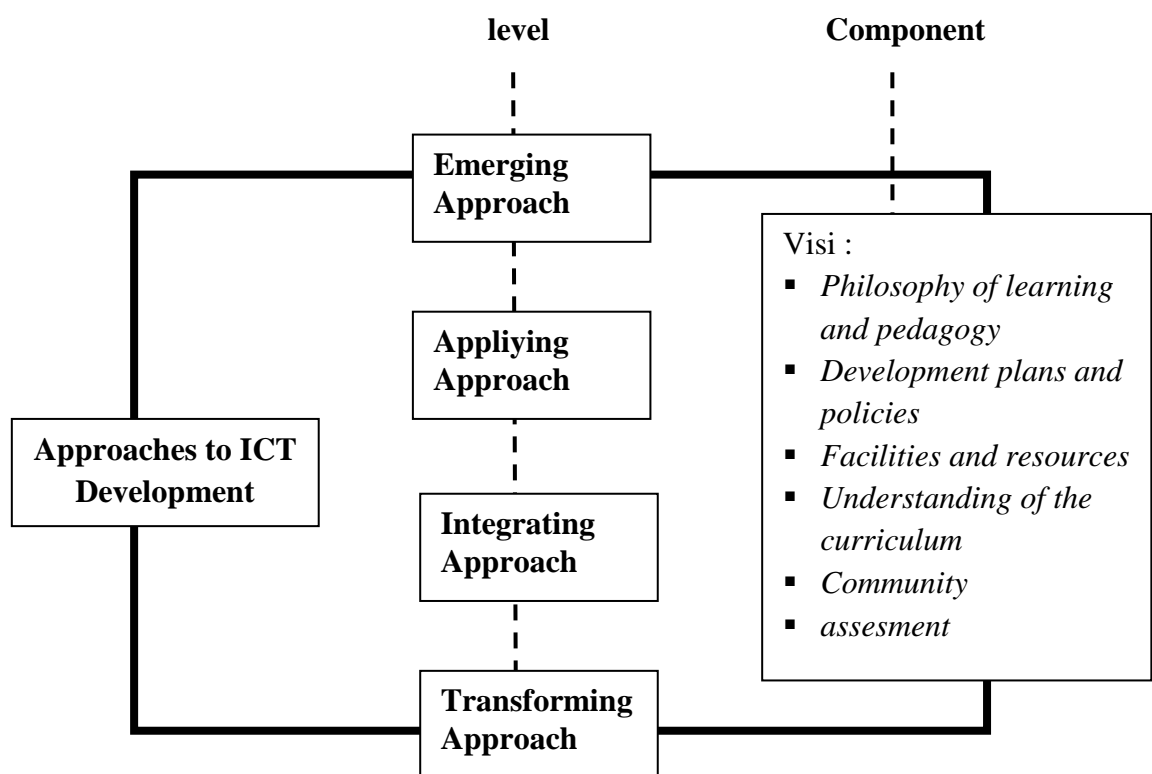 level
Component
Emerging
Approach
Appliying
Approach
Approaches to ICT
Development
Integrating
Approach
Transforming
Approach
Visi :
▪ Philosophy of learning
and pedagogy
▪ Development plans and
policies
▪ Facilities and resources
▪ Understanding of the
curriculum
▪ Community
▪ assesment